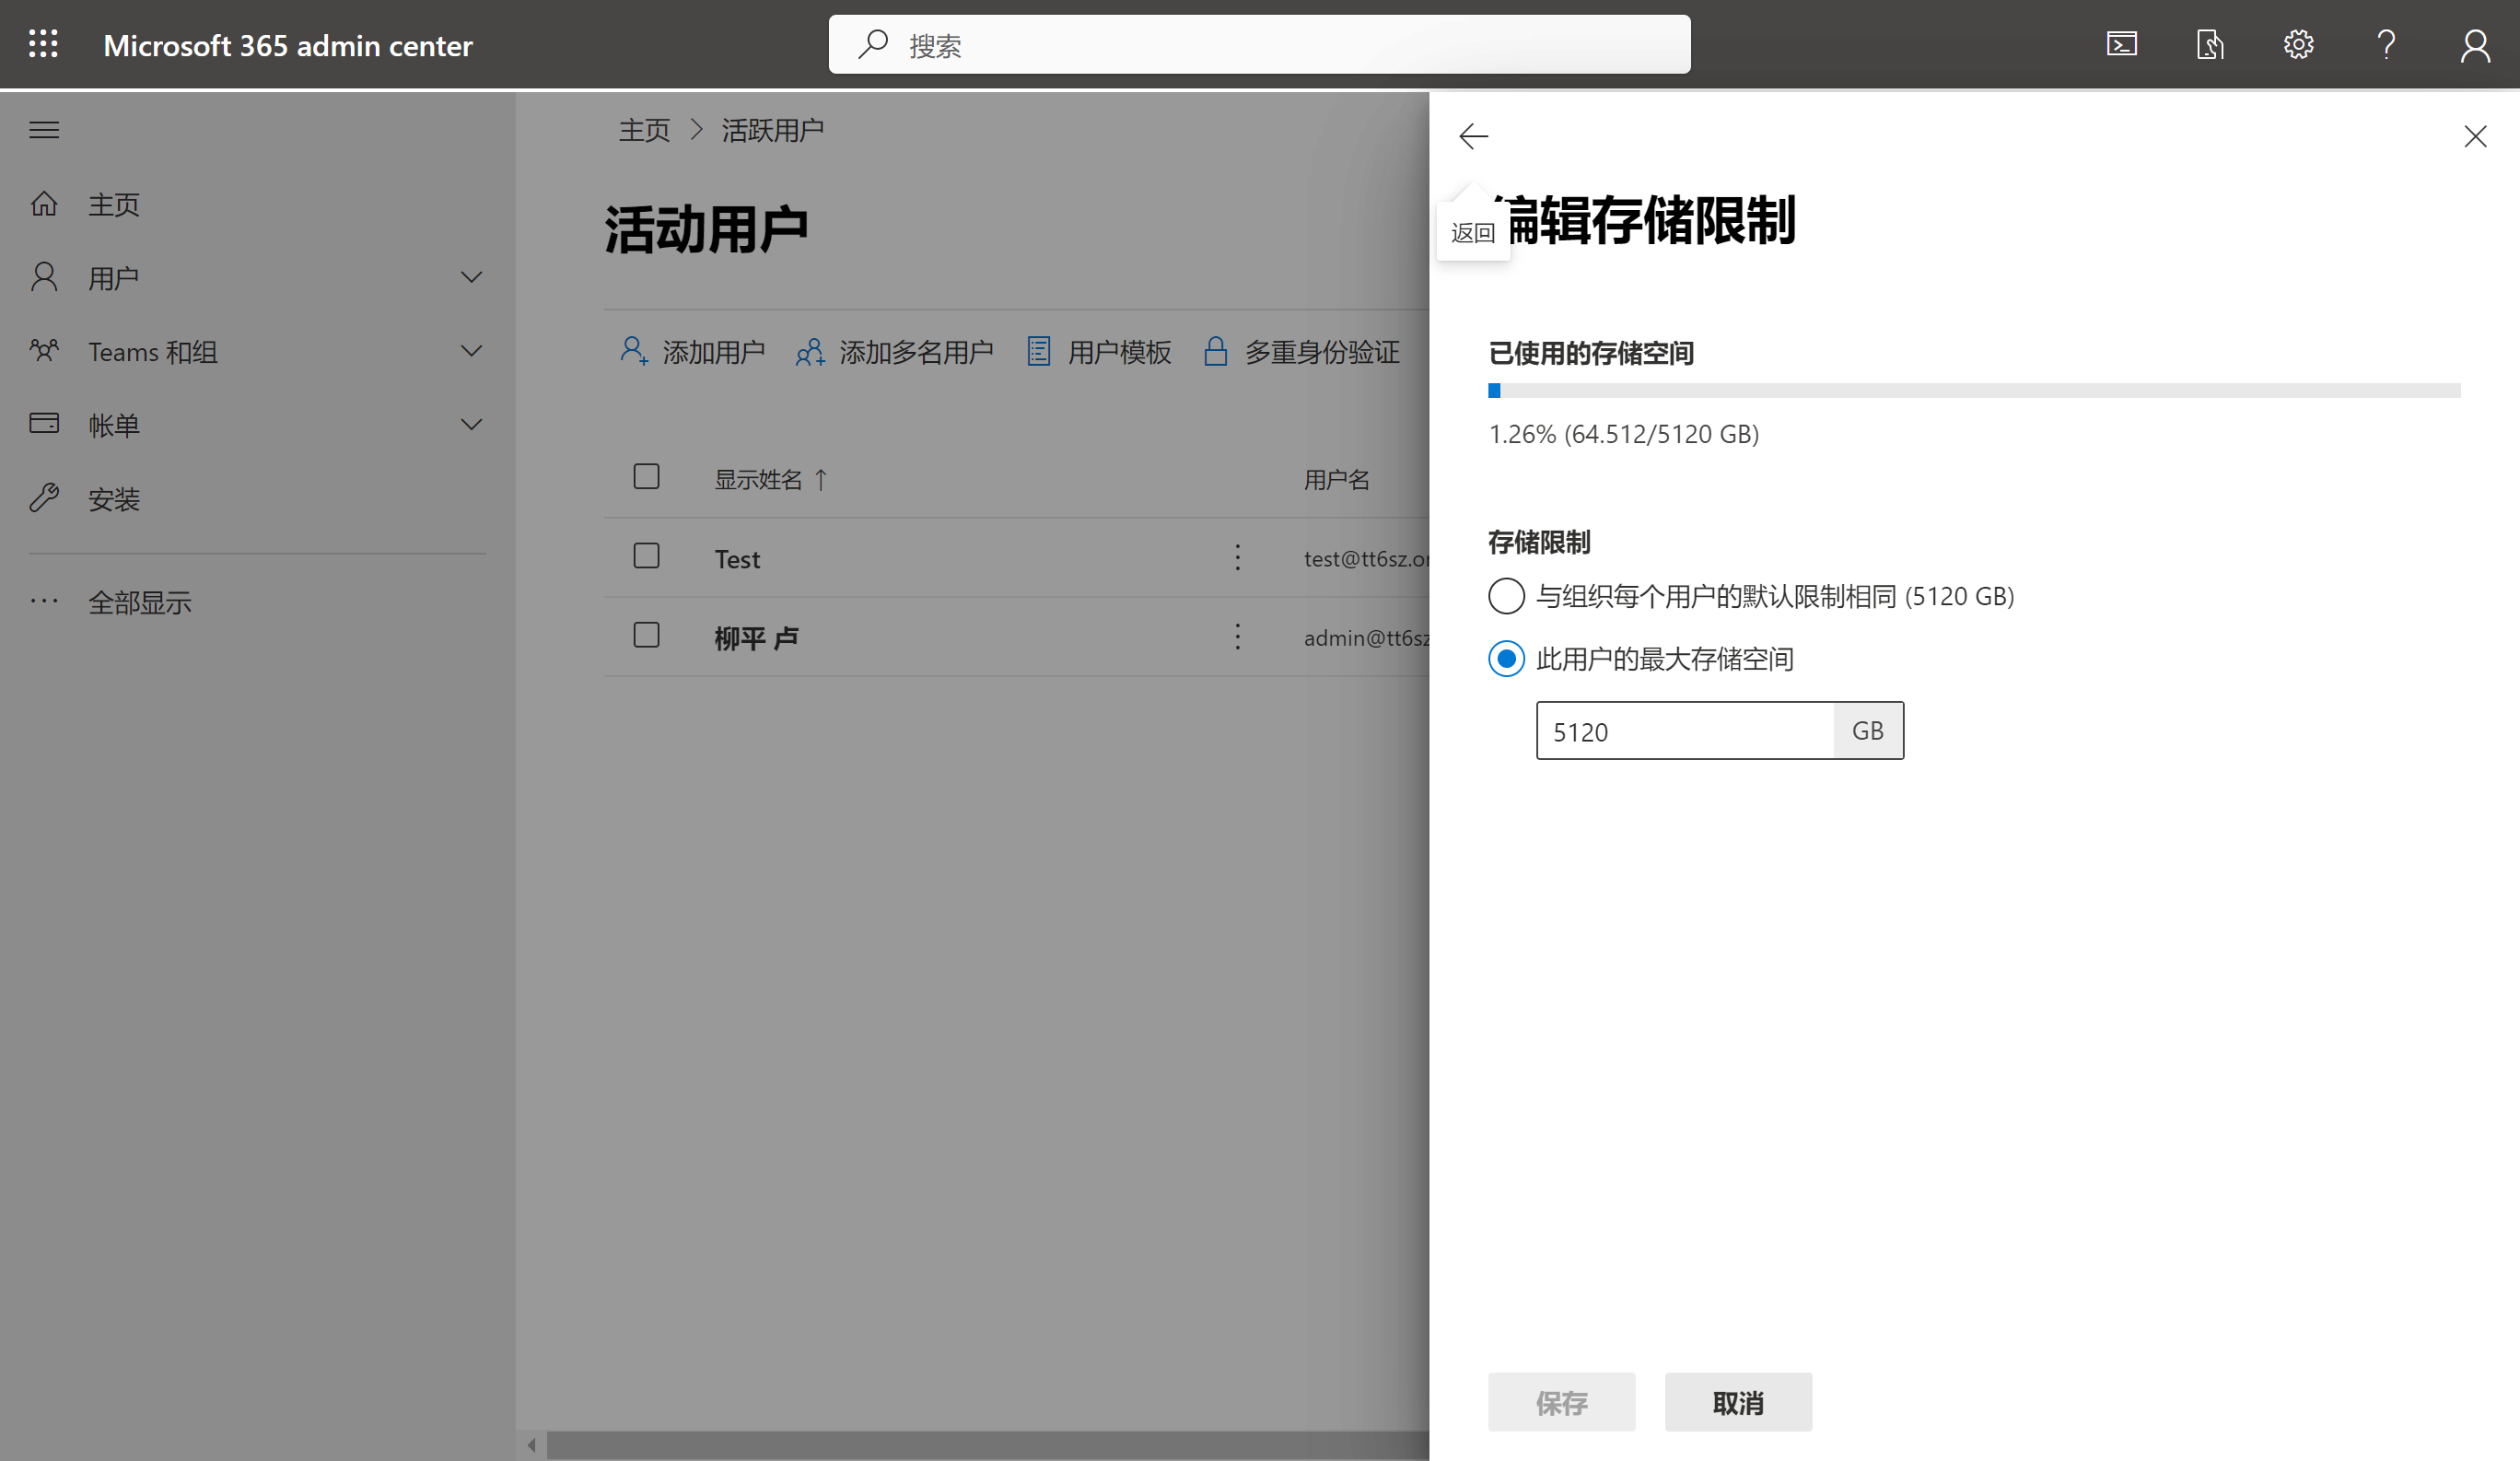 Microsoft 365 admin center
搜索
主页
用户
Teams 和组
帐单
安装
全部显示
主页 > 活跃用户
活动用户
添加用户 添加多名用户 用户模板 多重身份验证
显示姓名 ↑ 用户名
Test test@tt6sz.or
柳平 卢 admin@tt6sz
返回
编辑存储限制
已使用的存储空间
1.26% (64.512/5120 GB)
存储限制
与组织每个用户的默认限制相同 (5120 GB)
此用户的最大存储空间
5120 GB
保存 取消